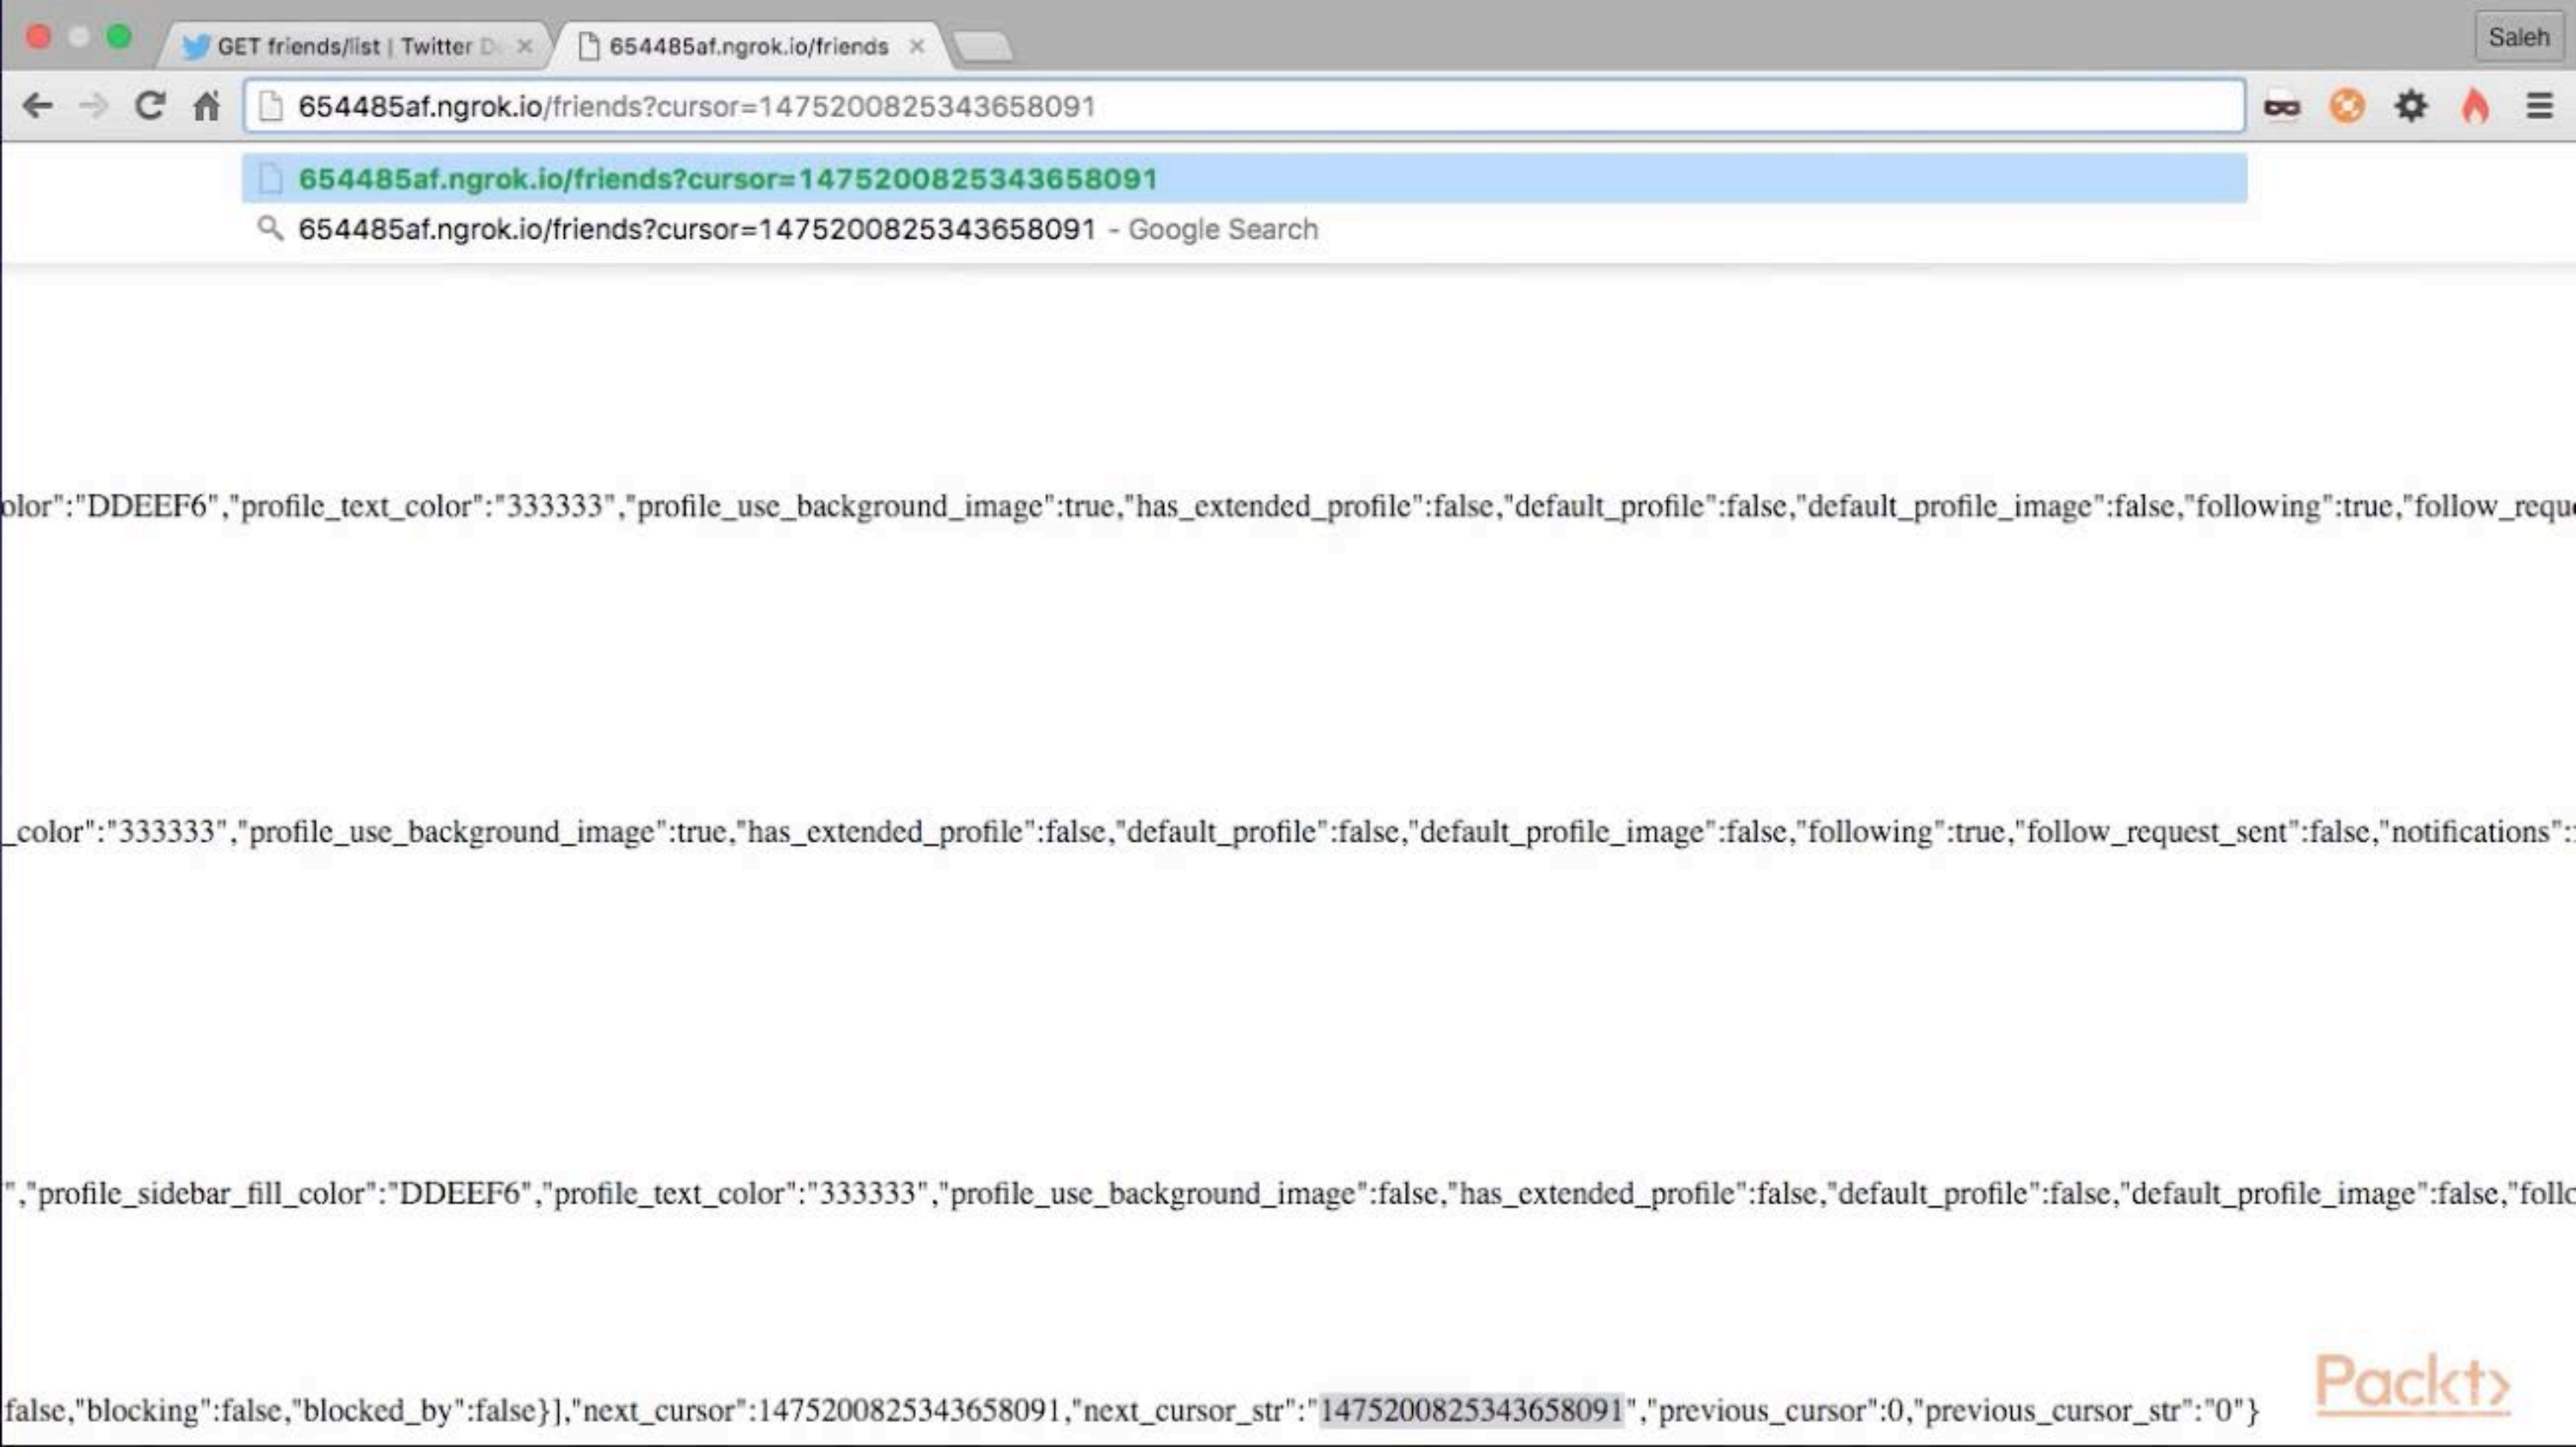 GET friends/list | Twitter D
654485af.ngrok.io/friends
Saleh
654485af.ngrok.io/friends?cursor=1475200825343658091
654485af.ngrok.io/friends?cursor=1475200825343658091
654485af.ngrok.io/friends?cursor=1475200825343658091 - Google Search
olor":"DDEEF6","profile_text_color":"333333","profile_use_background_image":true,"has_extended_profile":false,"default_profile":false,"default_profile_image":false,"following":true,"follow_requ
_color":"333333","profile_use_background_image":true,"has_extended_profile":false,"default_profile":false,"default_profile_image":false,"following":true,"follow_request_sent":false,"notifications":
","profile_sidebar_fill_color":"DDEEF6","profile_text_color":"333333","profile_use_background_image":false,"has_extended_profile":false,"default_profile":false,"default_profile_image":false,"follo
false,"blocking":false,"blocked_by":false}],"next_cursor":1475200825343658091,"next_cursor_str":"1475200825343658091","previous_cursor":0,"previous_cursor_str":"0"}
Packt>